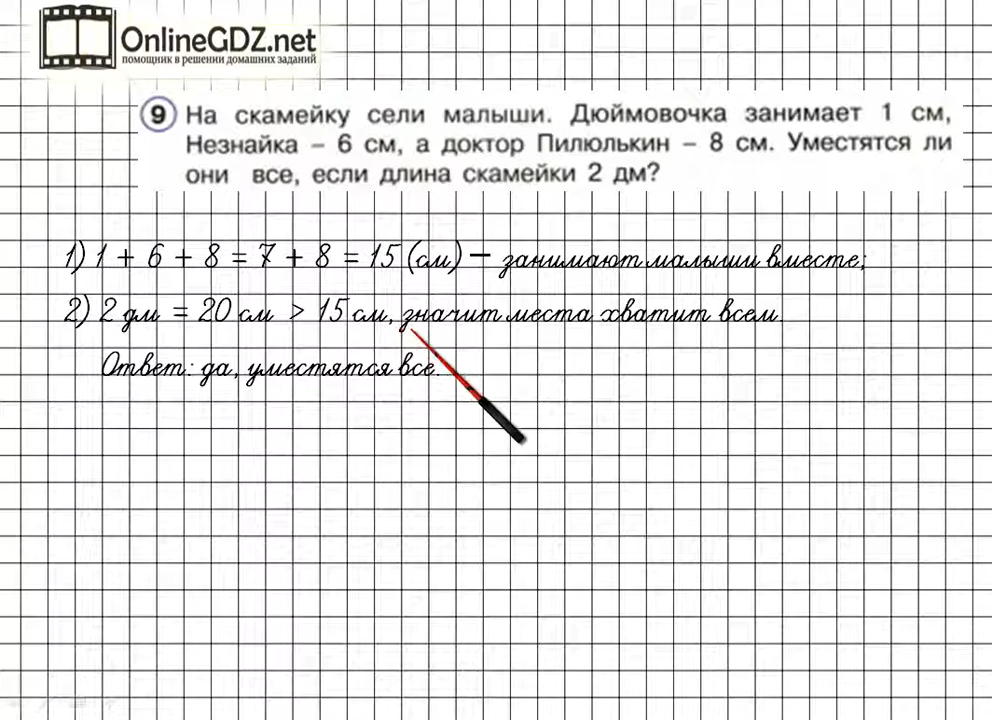 OnlineGDZ.net
помощник в решении домашних заданий
9 На скамейку сели малыши. Дюймовочка занимает 1 см,
Незнайка – 6 см, а доктор Пилюлькин – 8 см. Уместятся ли
они все, если длина скамейки 2 дм?
1) 1 + 6 + 8 = 7 + 8 = 15 (см) – занимают малыши вместе;
2) 2 дм = 20 см > 15 см, значит места хватит всем
Ответ: да, уместятся все.